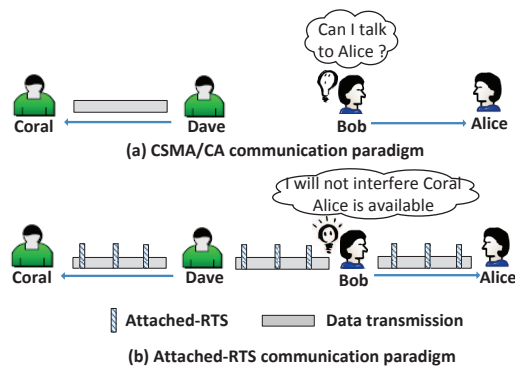 Can I talk
to Alice ?
Coral
Dave
Bob
Alice
(a) CSMA/CA communication paradigm
I will not interfere Coral
Alice is available
Coral
Dave
Bob
Alice
Attached-RTS
Data transmission
(b) Attached-RTS communication paradigm